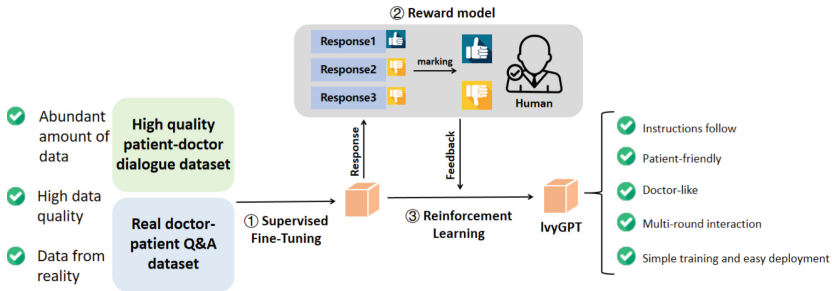 ② Reward model
Response1
Response2
Response3
marking
Human
Abundant
amount of
data
High data
quality
Data from
reality
High quality
patient-doctor
dialogue dataset
Real doctor-
patient Q&A
dataset
① Supervised
Fine-Tuning
Response
Feedback
③ Reinforcement
Learning
IvyGPT
Instructions follow
Patient-friendly
Doctor-like
Multi-round interaction
Simple training and easy deployment